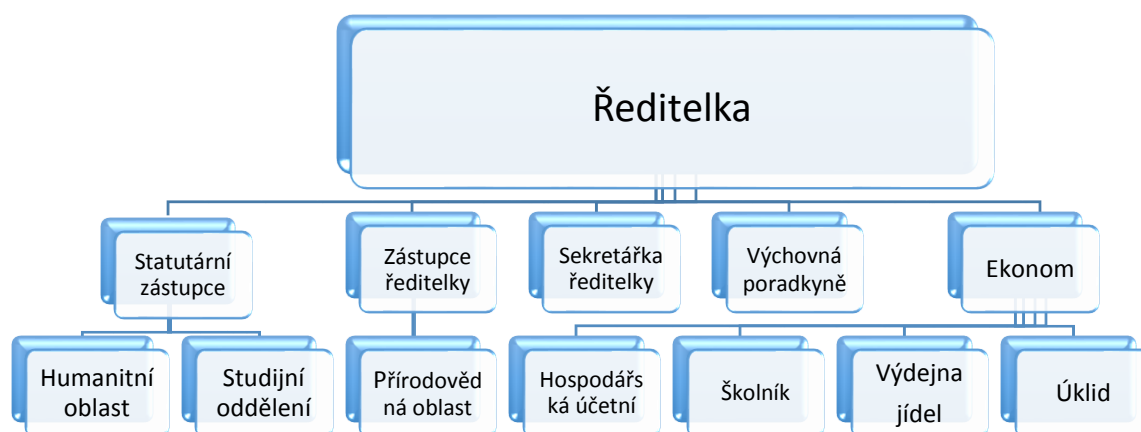 Ředitelka
Statutární
zástupce
Zástupce
ředitelky
Sekretářka
ředitelky
Výchovná
poradkyně
Ekonom
Humanitní
oblast
Studijní
oddělení
Přírodověd
ná oblast
Hospodářs
ká účetní
Školník
Výdejna
jídel
Úklid